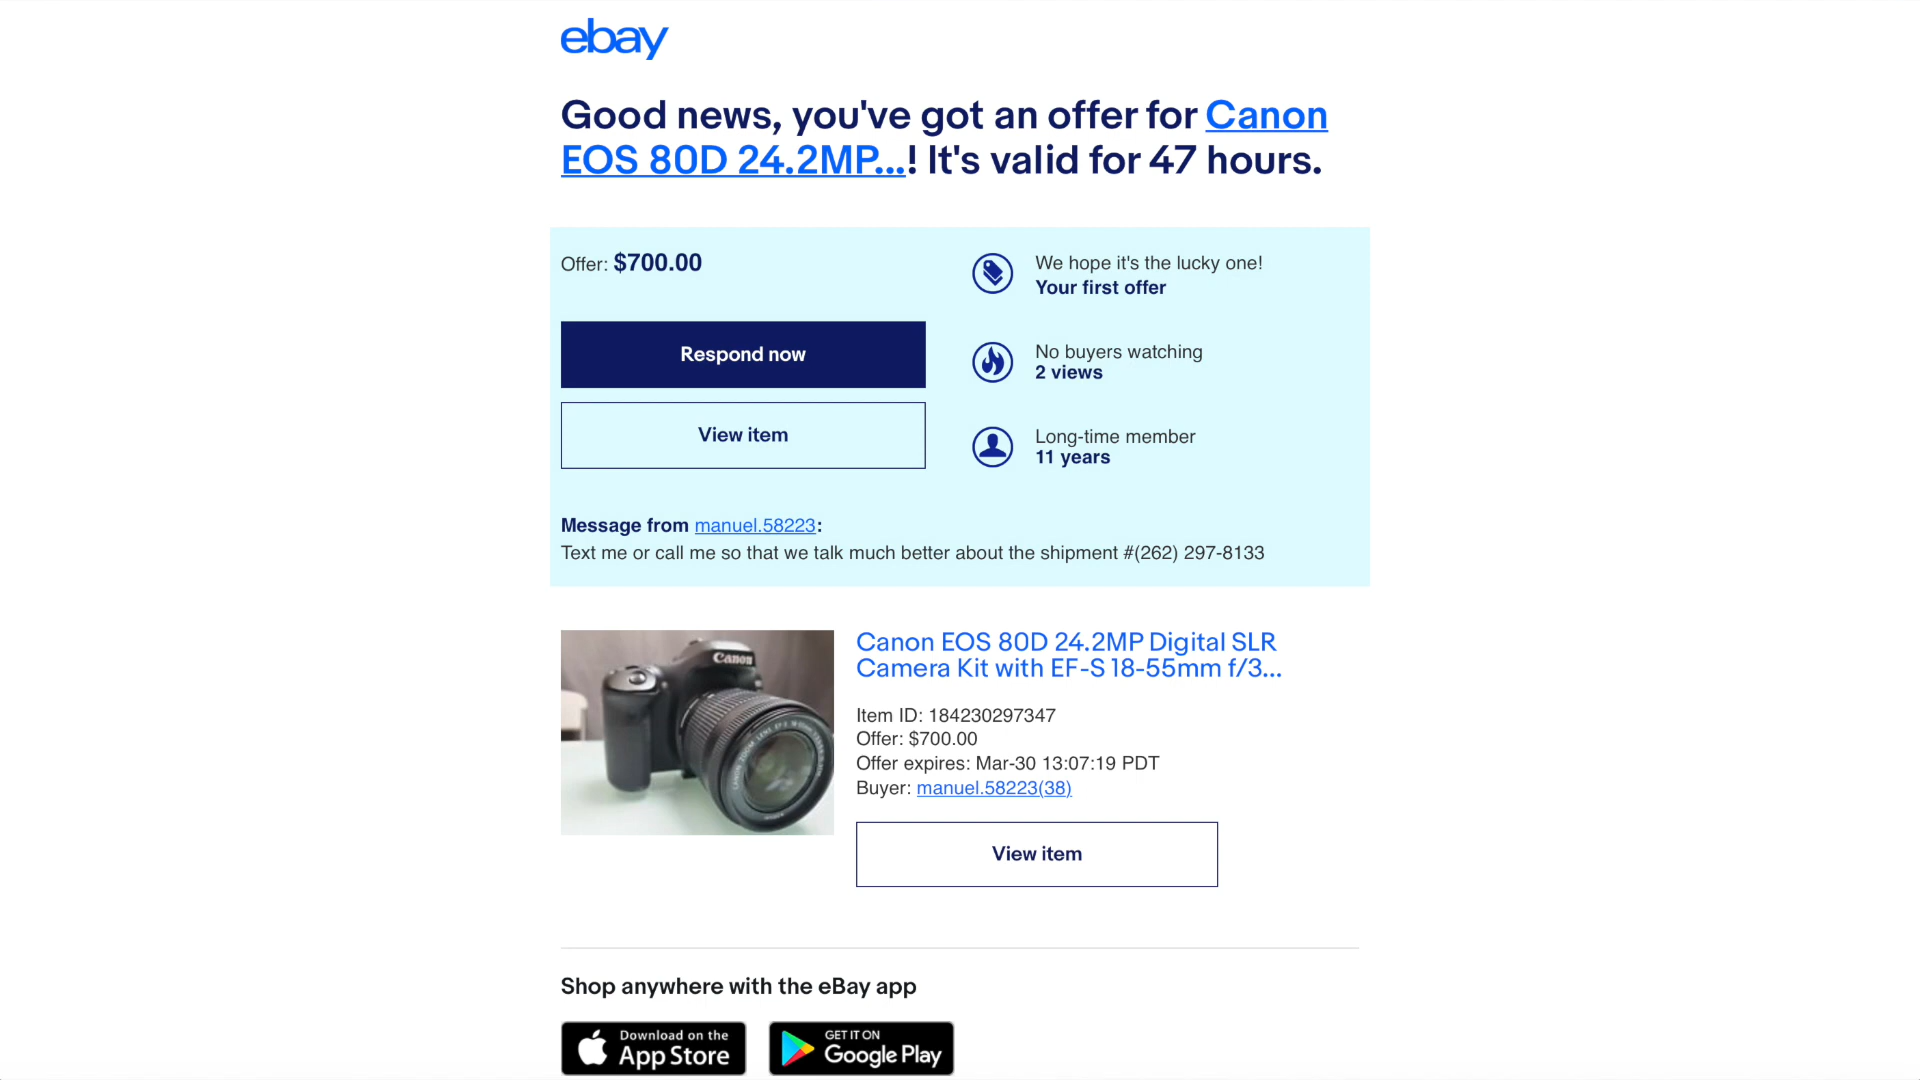 ebay
Good news, you've got an offer for Canon
EOS 80D 24.2MP...! It's valid for 47 hours.
Offer: $700.00
We hope it's the lucky one!
Your first offer
Respond now
No buyers watching
2 views
View item
Long-time member
11 years
Message from manuel.58223:
Text me or call me so that we talk much better about the shipment #(262) 297-8133
Canon
Canon EOS 80D 24.2MP Digital SLR
Camera Kit with EF-S 18-55mm f/3...
Item ID: 184230297347
Offer: $700.00
Offer expires: Mar-30 13:07:19 PDT
Buyer: manuel.58223(38)
View item
Shop anywhere with the eBay app
Download on the
App Store
GET IT ON
Google Play